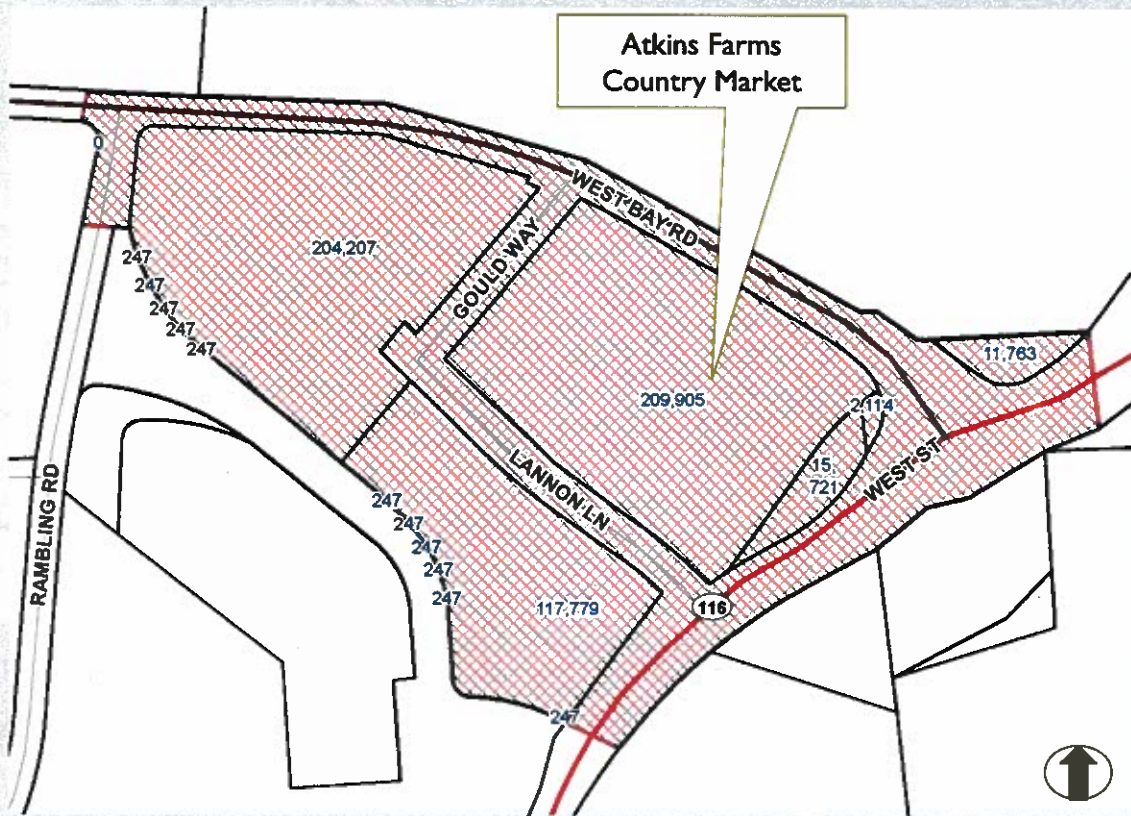 Atkins Farms
Country Market
0
WEST BAY RD
204,207
GOULD WAY
247
247
247
247
247
11,763
209,905
2,114
15,
721
WEST ST
LANNON LN
RAMBLING RD
247
247
247
247
247
117,779
116
247